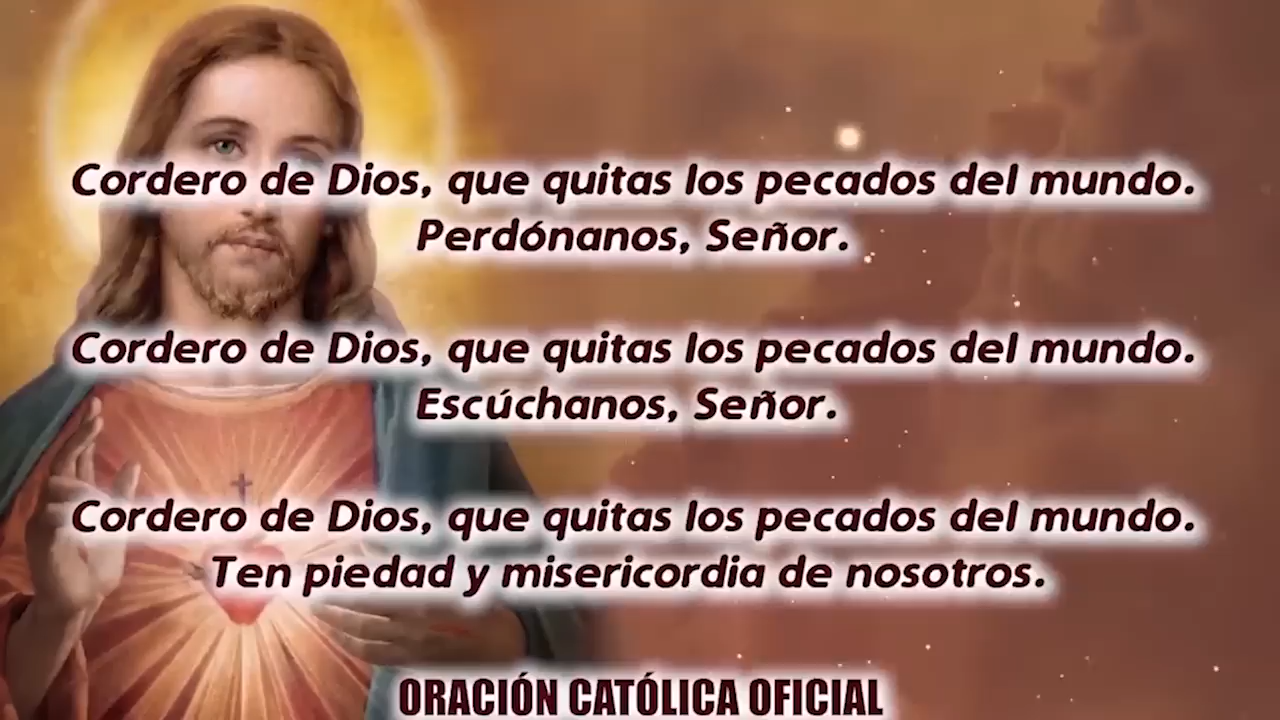 Cordero de Dios, que quitas los pecados del mundo.
Perdónanos, Señor.
Cordero de Dios, que quitas los pecados del mundo.
Escúchanos, Señor.
Cordero de Dios, que quitas los pecados del mundo.
Ten piedad y misericordia de nosotros.
ORACIÓN CATÓLICA OFICIAL